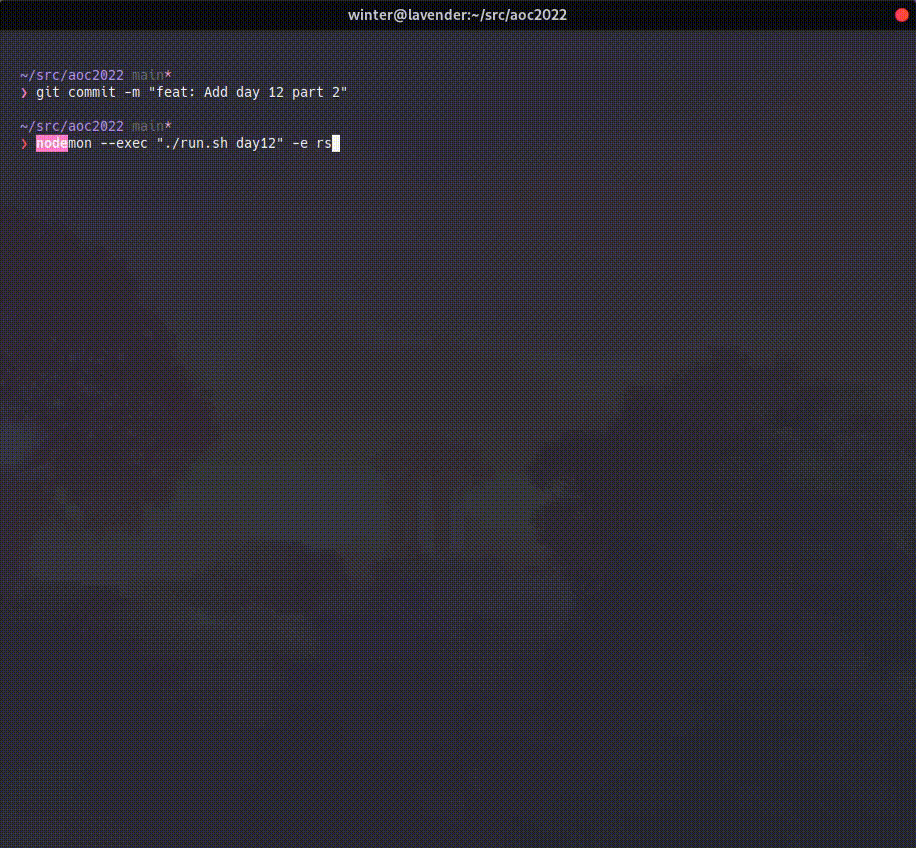 winter@lavender:~/src/aoc2022
~/src/aoc2022 main*
❯ git commit -m "feat: Add day 12 part 2"
~/src/aoc2022 main*
❯ nodemon --exec "./run.sh day12" -e rs